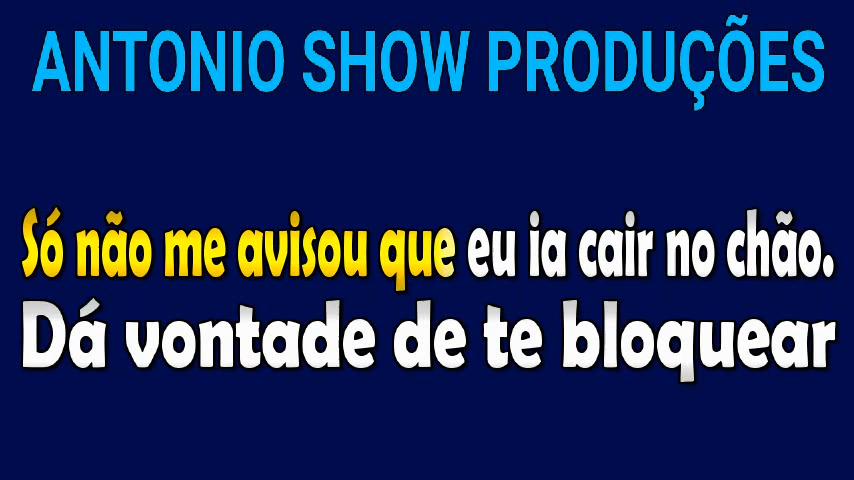 ANTONIO SHOW PRODUÇÕES
Só não me avisou que eu ia cair no chão.
Dá vontade de te bloquear